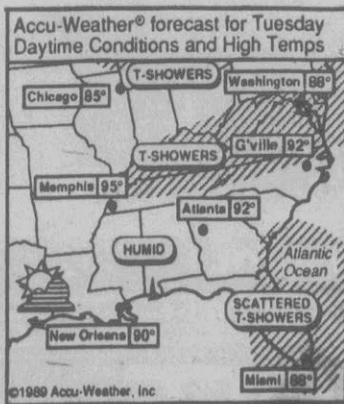 Accu-Weather® forecast for Tuesday
Daytime Conditions and High Temps
T-SHOWERS
Washington 88°
Chicago 85°
G'ville 92°
T-SHOWERS
Memphis 95°
Atlanta 92°
HUMID
Atlantic
Ocean
SCATTERED
T-SHOWERS
New Orleans 90°
Miami 88°
©1989 Accu-Weather, Inc